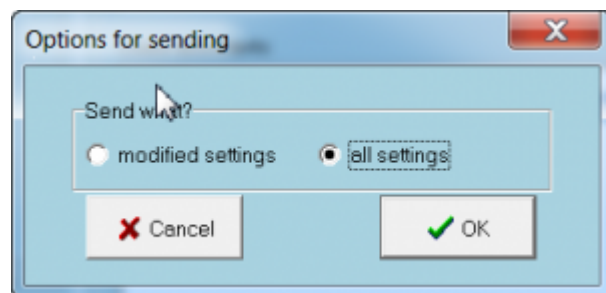 Options for sending
Send what?
modified settings all settings
Cancel OK